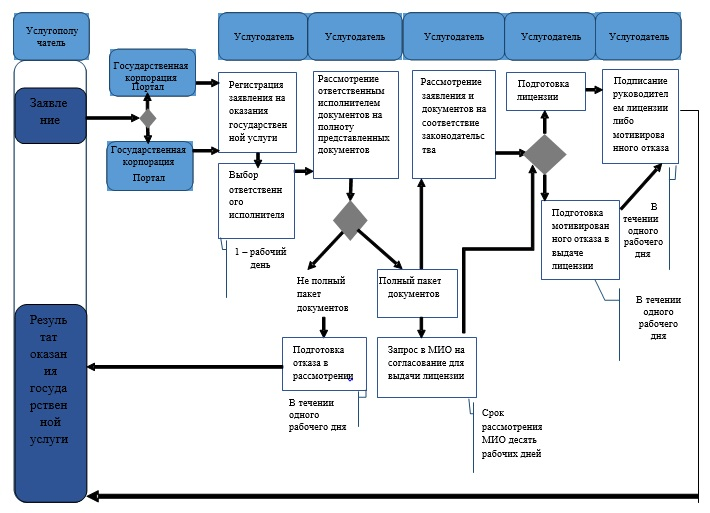 Услугополу
чатель
Услугодатель
Услугодатель
Услугодатель
Услугодатель
Услугодатель
Заявле
ние
Государственная
корпорация
Портал
Государственная
корпорация
Портал
Регистрация
заявления на
оказания
государствен
ной услуги
Выбор
ответственн
ого
исполнителя
1 – рабочий
день
Рассмотрение
ответственным
исполнителем
документов на
полноту
представленных
документов
Не полный
пакет
документов
Полный пакет
документов
Подготовка
отказа в
рассмотрении
В течении
одного
рабочего дня
Рассмотрение
заявления и
документов на
соответствие
законодательс
тва
Запрос в МИО на
согласование для
выдачи лицензии
Срок
рассмотрения
МИО десять
рабочих дней
Подготовка
лицензии
Подготовка
мотивирован
ного отказа в
выдаче
лицензии
В течении
одного
рабочего
дня
Подписание
руководител
ем лицензии
либо
мотивирова
нного отказа
В
течении
одного
рабочего
дня
Резуль
тат
оказан
ия
госуда
рствен
ной
услуги